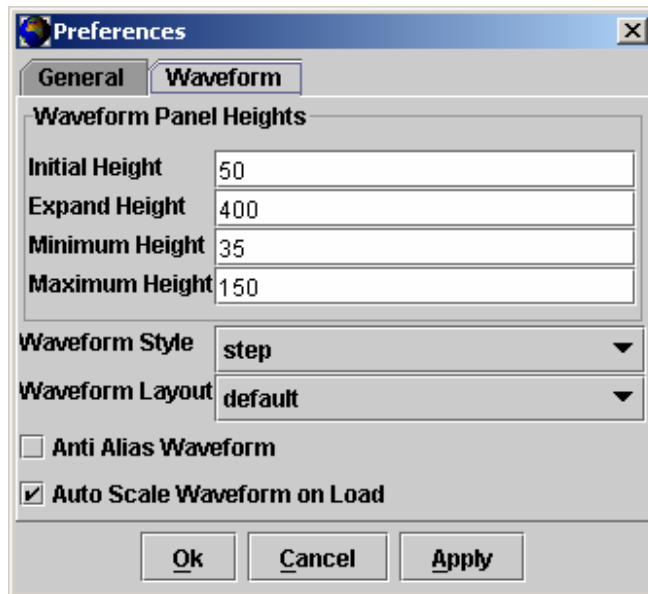 Preferences
General Waveform
Waveform Panel Heights
Initial Height 50
Expand Height 400
Minimum Height 35
Maximum Height 150
Waveform Style step
Waveform Layout default
Anti Alias Waveform
Auto Scale Waveform on Load
Ok Cancel Apply